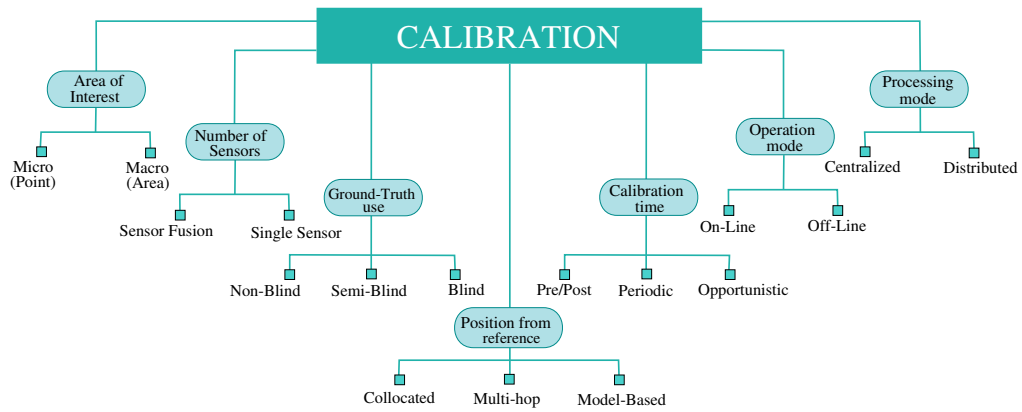 CALIBRATION
Area of
Interest
Micro
(Point)
Macro
(Area)
Number of
Sensors
Sensor Fusion
Single Sensor
Ground-Truth
use
Non-Blind
Semi-Blind
Blind
Position from
reference
Collocated
Multi-hop
Model-Based
Calibration
time
Pre/Post
Periodic
Opportunistic
Operation
mode
On-Line
Off-Line
Processing
mode
Centralized
Distributed